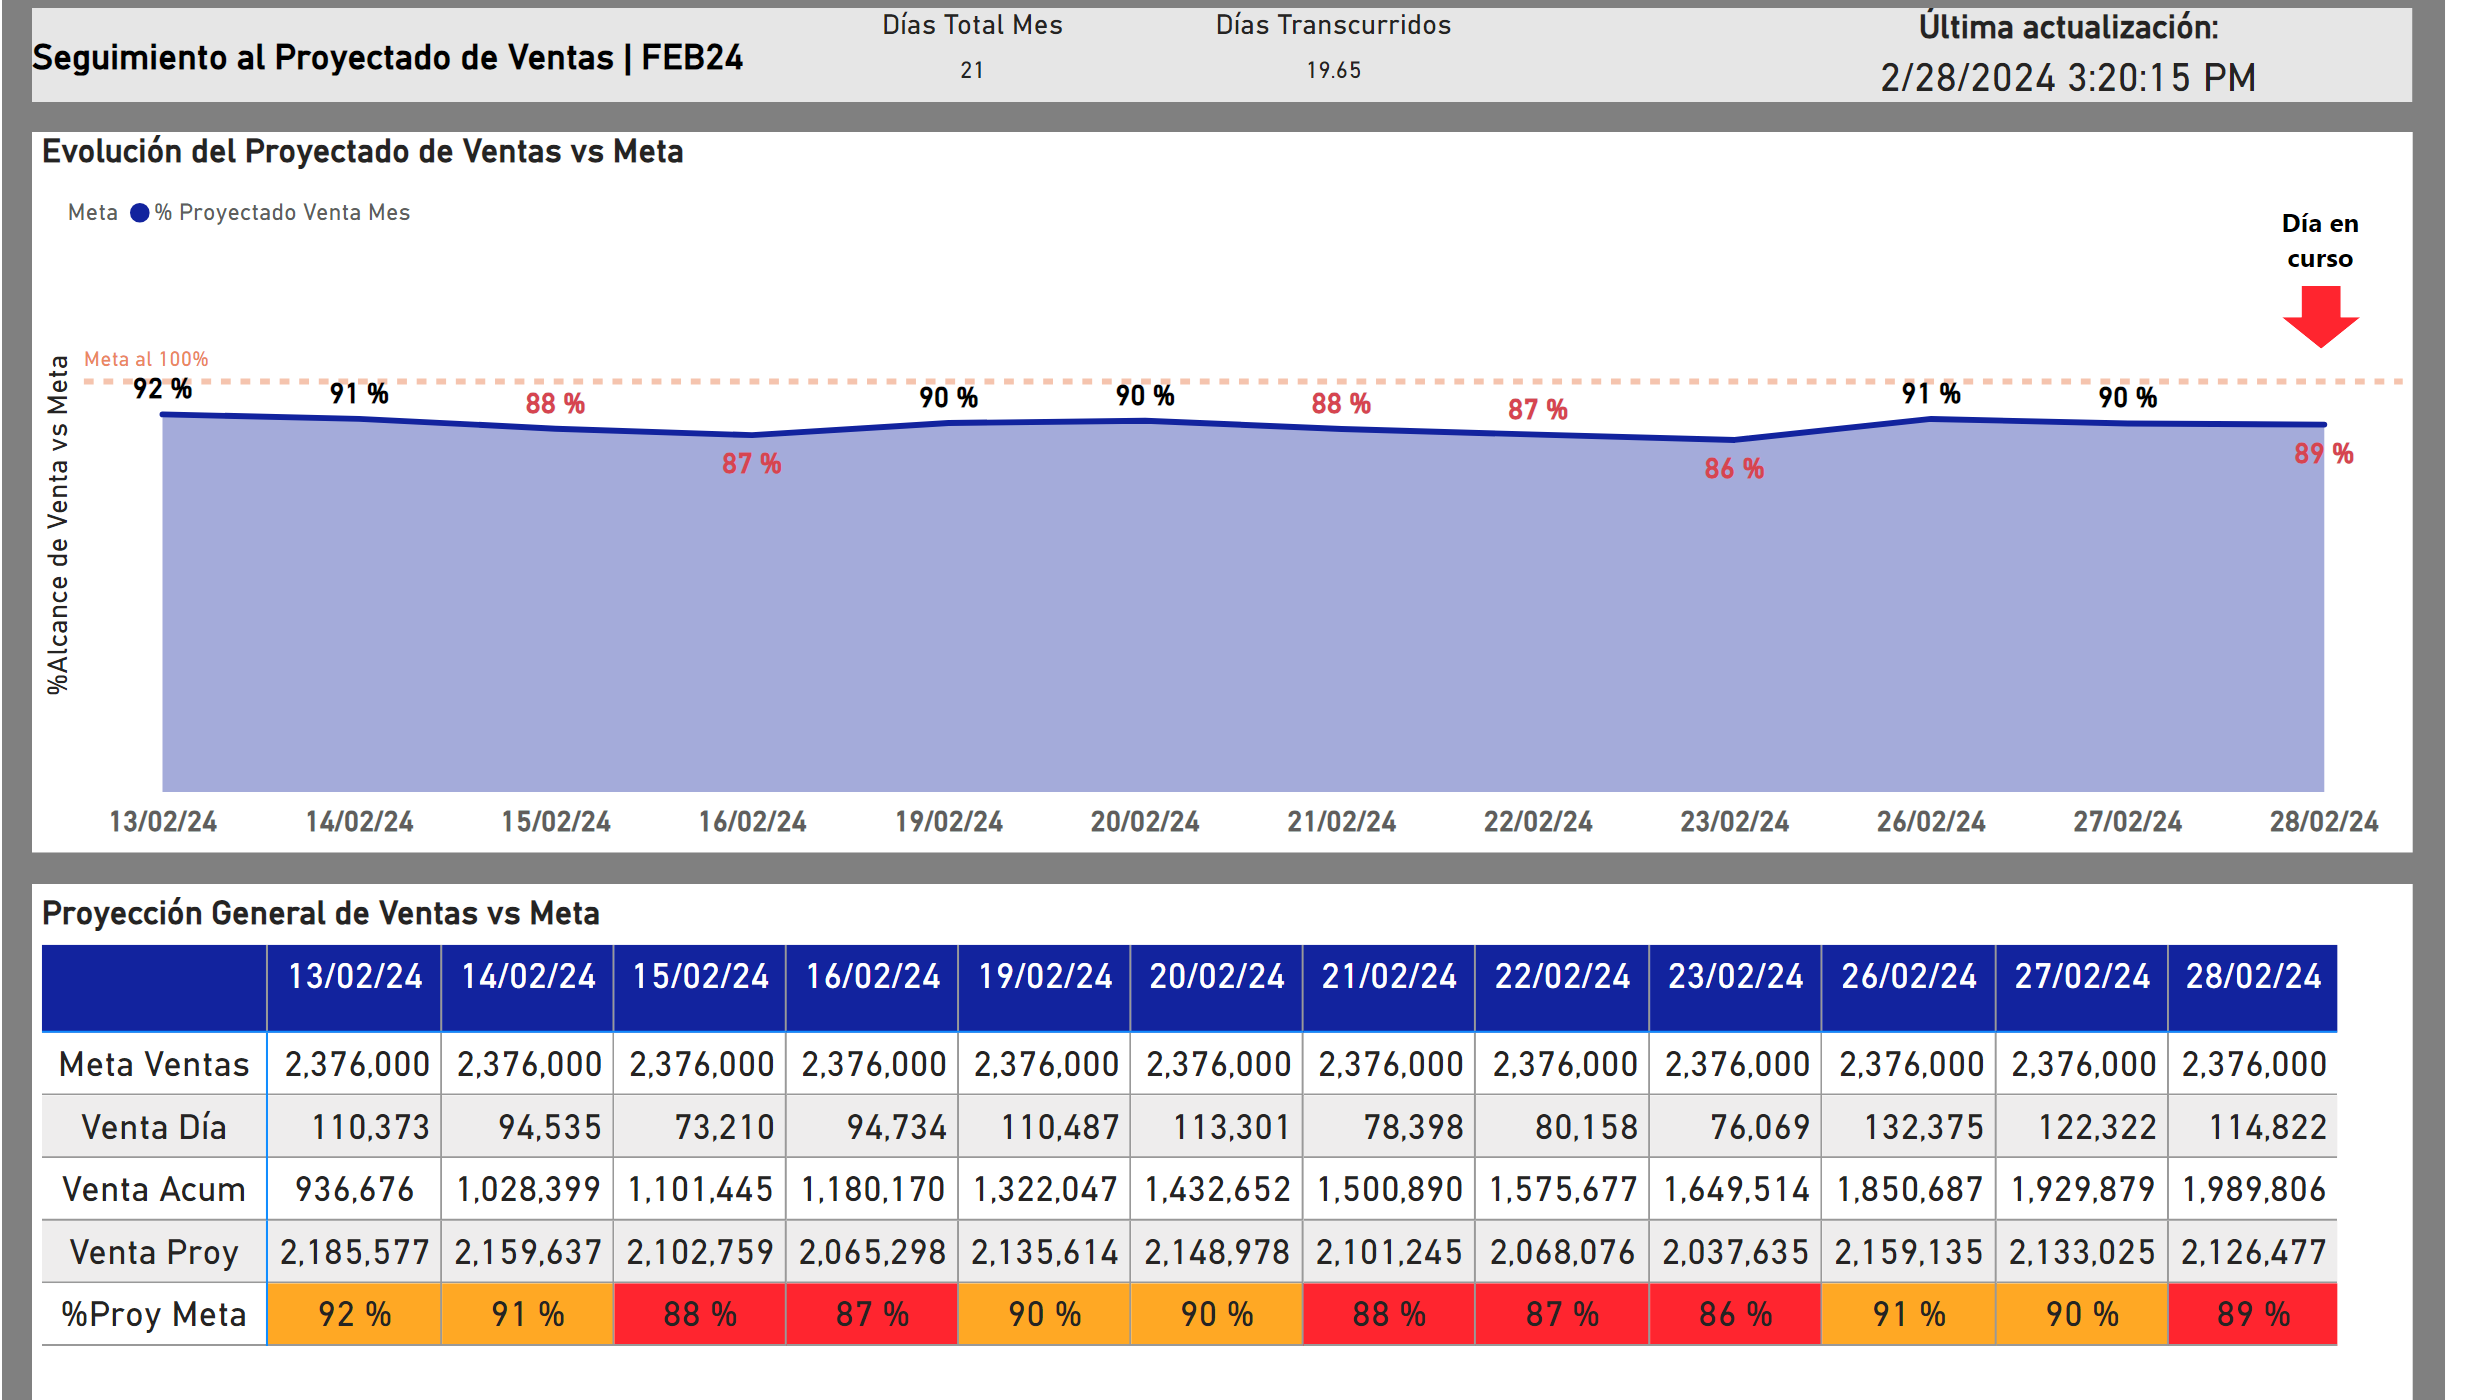 Seguimiento al Proyectado de Ventas | FEB24
Días Total Mes
21
Días Transcurridos
19.65
Última actualización:
2/28/2024 3:20:15 PM
Evolución del Proyectado de Ventas vs Meta
Meta % Proyectado Venta Mes
Día en
curso
%Alcance de Venta vs Meta
Meta al 100%
92 % 91 % 88 % 87 % 90 % 90 % 88 % 87 % 86 % 91 % 90 % 89 %
13/02/24 14/02/24 15/02/24 16/02/24 19/02/24 20/02/24 21/02/24 22/02/24 23/02/24 26/02/24 27/02/24 28/02/24
Proyección General de Ventas vs Meta
13/02/24 14/02/24 15/02/24 16/02/24 19/02/24 20/02/24 21/02/24 22/02/24 23/02/24 26/02/24 27/02/24 28/02/24
Meta Ventas 2,376,000 2,376,000 2,376,000 2,376,000 2,376,000 2,376,000 2,376,000 2,376,000 2,376,000 2,376,000 2,376,000 2,376,000
Venta Día 110,373 94,535 73,210 94,734 110,487 113,301 78,398 80,158 76,069 132,375 122,322 114,822
Venta Acum 936,676 1,028,399 1,101,445 1,180,170 1,322,047 1,432,652 1,500,890 1,575,677 1,649,514 1,850,687 1,929,879 1,989,806
Venta Proy 2,185,577 2,159,637 2,102,759 2,065,298 2,135,614 2,148,978 2,101,245 2,068,076 2,037,635 2,159,135 2,133,025 2,126,477
%Proy Meta 92 % 91 % 88 % 87 % 90 % 90 % 88 % 87 % 86 % 91 % 90 % 89 %